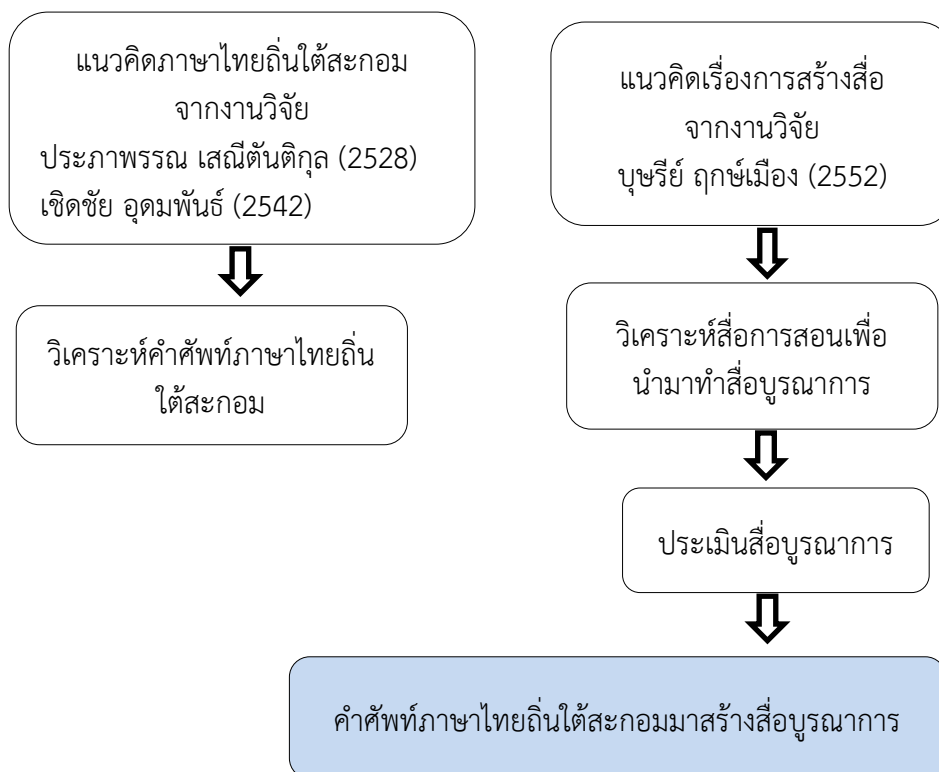 แนวคิดภาษาไทยถิ่นใต้สะกอม
จากงานวิจัย
ประภาพรรณ เสณีตันติกุล (2528)
เชิดชัย อุดมพันธ์ (2542)
วิเคราะห์คำศัพท์ภาษาไทยถิ่น
ใต้สะกอม
แนวคิดเรื่องการสร้างสื่อ
จากงานวิจัย
บุษรีย์ ฤกษ์เมือง (2552)
วิเคราะห์สื่อการสอนเพื่อ
นำมาทำสื่อบูรณาการ
ประเมินสื่อบูรณาการ
คำศัพท์ภาษาไทยถิ่นใต้สะกอมมาสร้างสื่อบูรณาการ